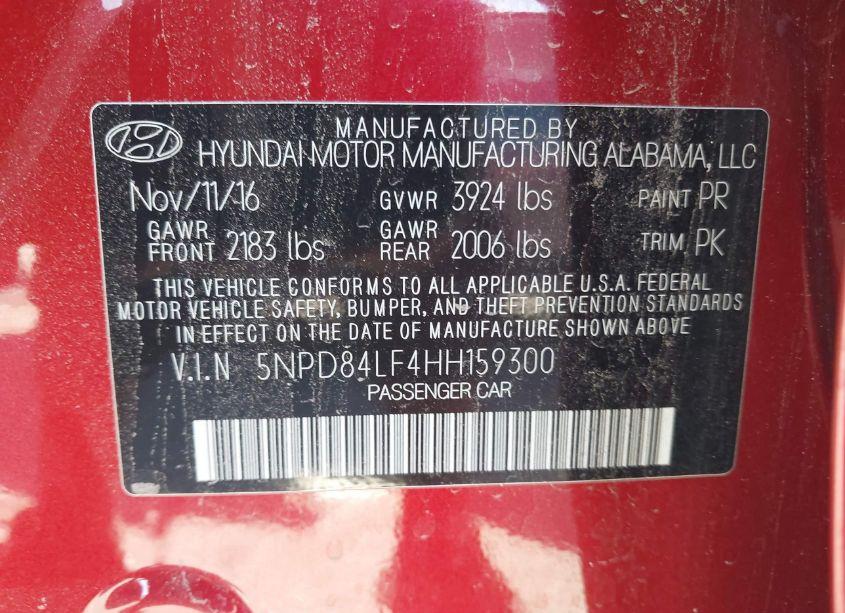 MANUFACTURED BY
HYUNDAI MOTOR MANUFACTURING ALABAMA, LLC
Nov/11/16 GVWR 3924 lbs PAINT PR
GAWR FRONT 2183 lbs GAWR REAR 2006 lbs TRIM PK
THIS VEHICLE CONFORMS TO ALL APPLICABLE U.S.A. FEDERAL
MOTOR VEHICLE SAFETY, BUMPER, AND THEFT PREVENTION STANDARDS
IN EFFECT ON THE DATE OF MANUFACTURE SHOWN ABOVE
V.I.N 5NPD84LF4HH159300
PASSENGER CAR